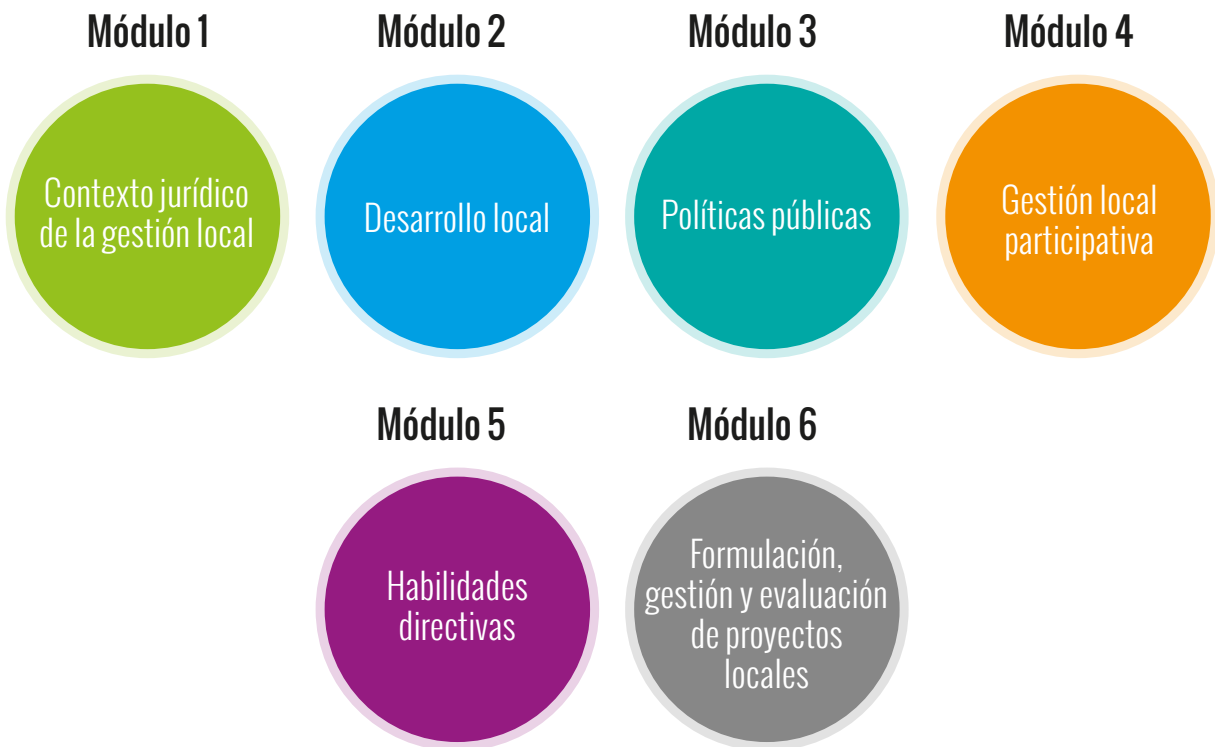 Módulo 1
Módulo 2
Módulo 3
Módulo 4
Contexto jurídico
de la gestión local
Desarrollo local
Políticas públicas
Gestión local
participativa
Módulo 5
Módulo 6
Habilidades
directivas
Formulación,
gestión y evaluación
de proyectos
locales